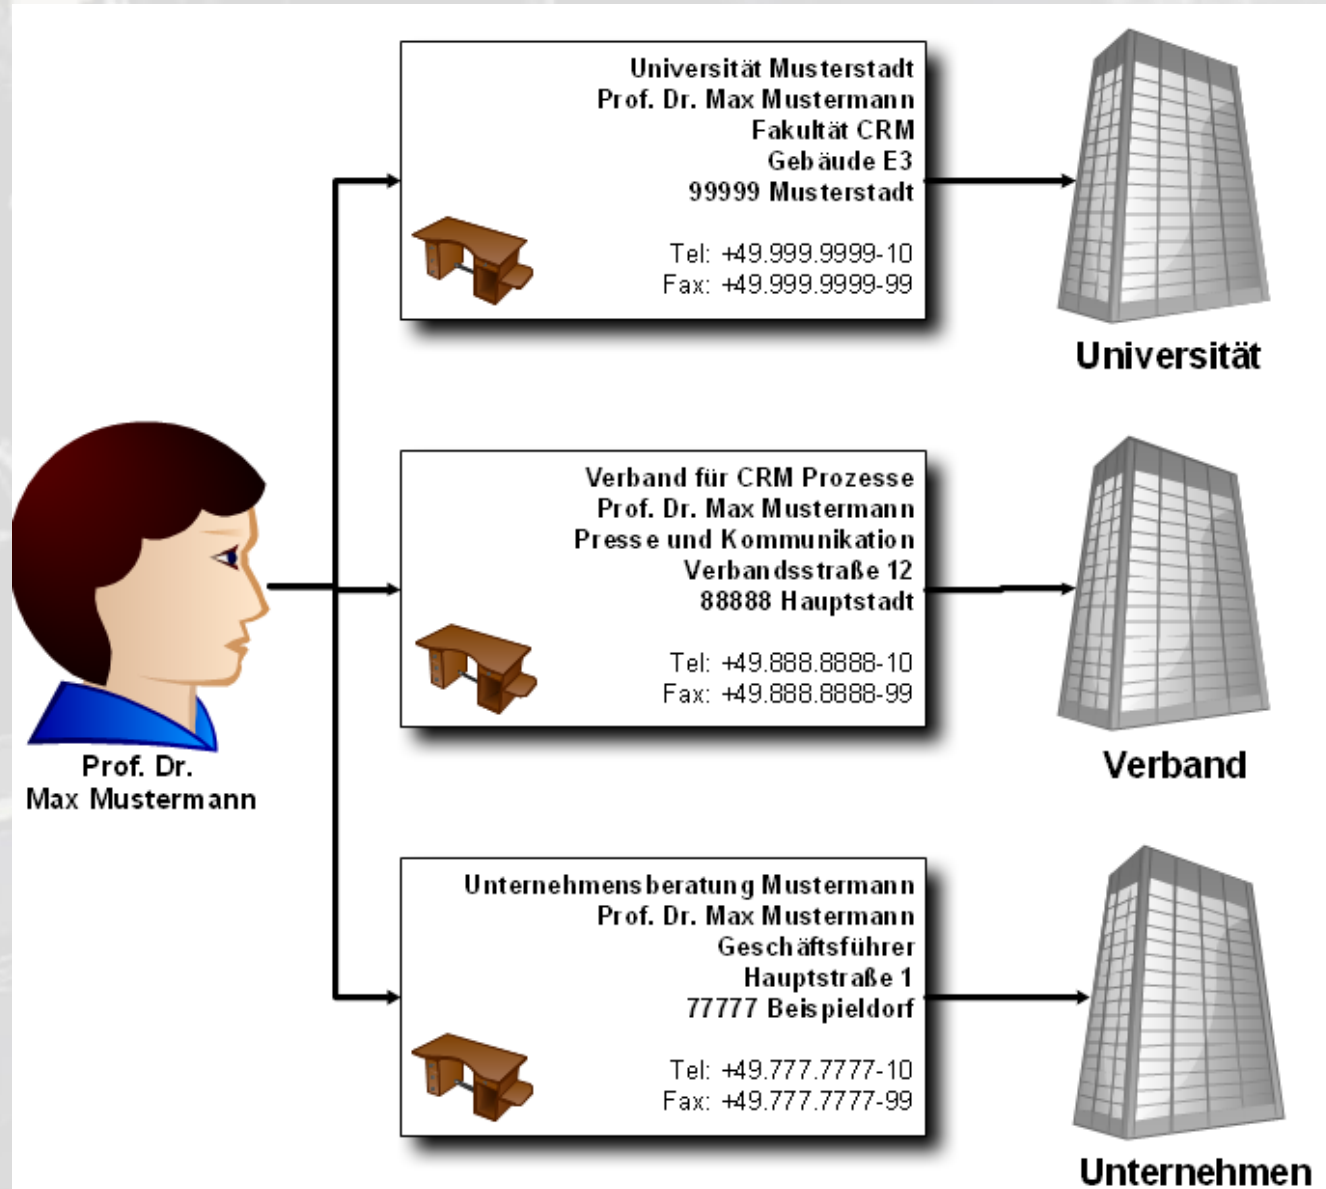 Universität Musterstadt
Prof. Dr. Max Mustermann
Fakultät CRM
Gebäude E3
99999 Musterstadt
Tel: +49.999.9999-10
Fax: +49.999.9999-99
Universität
Verband für CRM Prozesse
Prof. Dr. Max Mustermann
Presse und Kommunikation
Verbandsstraße 12
88888 Hauptstadt
Tel: +49.888.8888-10
Fax: +49.888.8888-99
Verband
Prof. Dr.
Max Mustermann
Unternehmensberatung Mustermann
Prof. Dr. Max Mustermann
Geschäftsführer
Hauptstraße 1
77777 Beispieldorf
Tel: +49.777.7777-10
Fax: +49.777.7777-99
Unternehmen